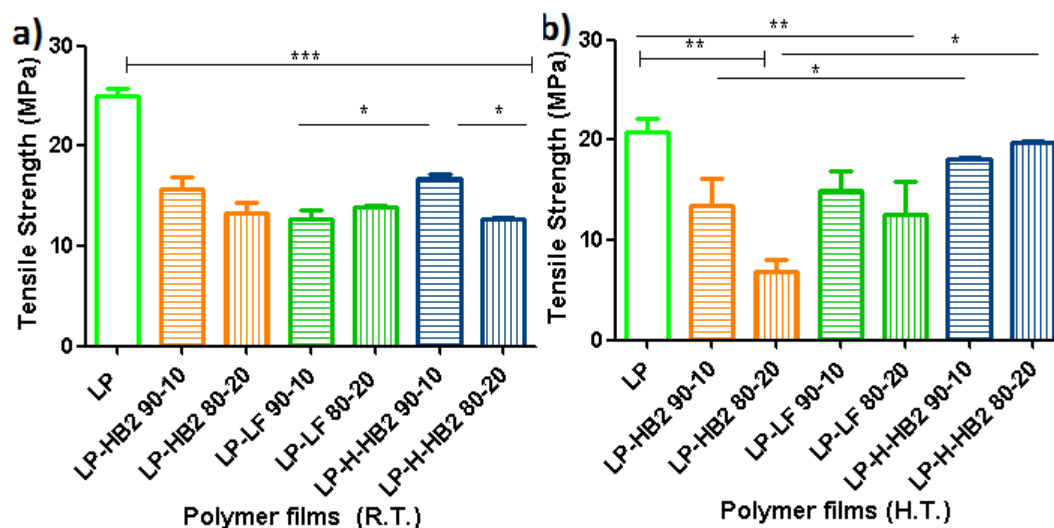 a)
Tensile Strength (MPa)
30
20
10
0
***
*
*
LP
LP-HB2 90-10
LP-HB2 80-20
LP-LF 90-10
LP-LF 80-20
LP-H-HB2 90-10
LP-H-HB2 80-20
Polymer films (R.T.)
b)
Tensile Strength (MPa)
30
20
10
0
**
**
*
*
LP
LP-HB2 90-10
LP-HB2 80-20
LP-LF 90-10
LP-LF 80-20
LP-H-HB2 90-10
LP-H-HB2 80-20
Polymer films (H.T.)